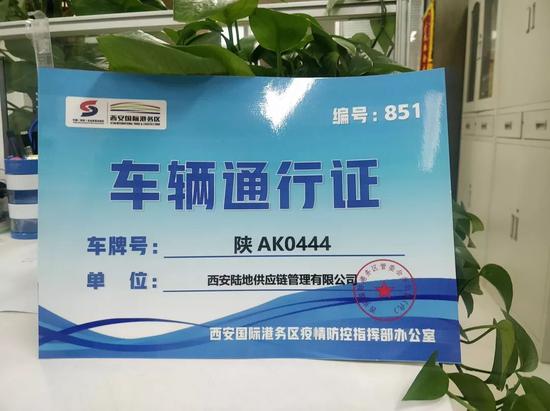 西安国际港务区
编号:851
车辆通行证
车牌号: 陕 AK0444
单 位: 西安陆地供应链管理有限公司
西安国际港务区疫情防控指挥部办公室